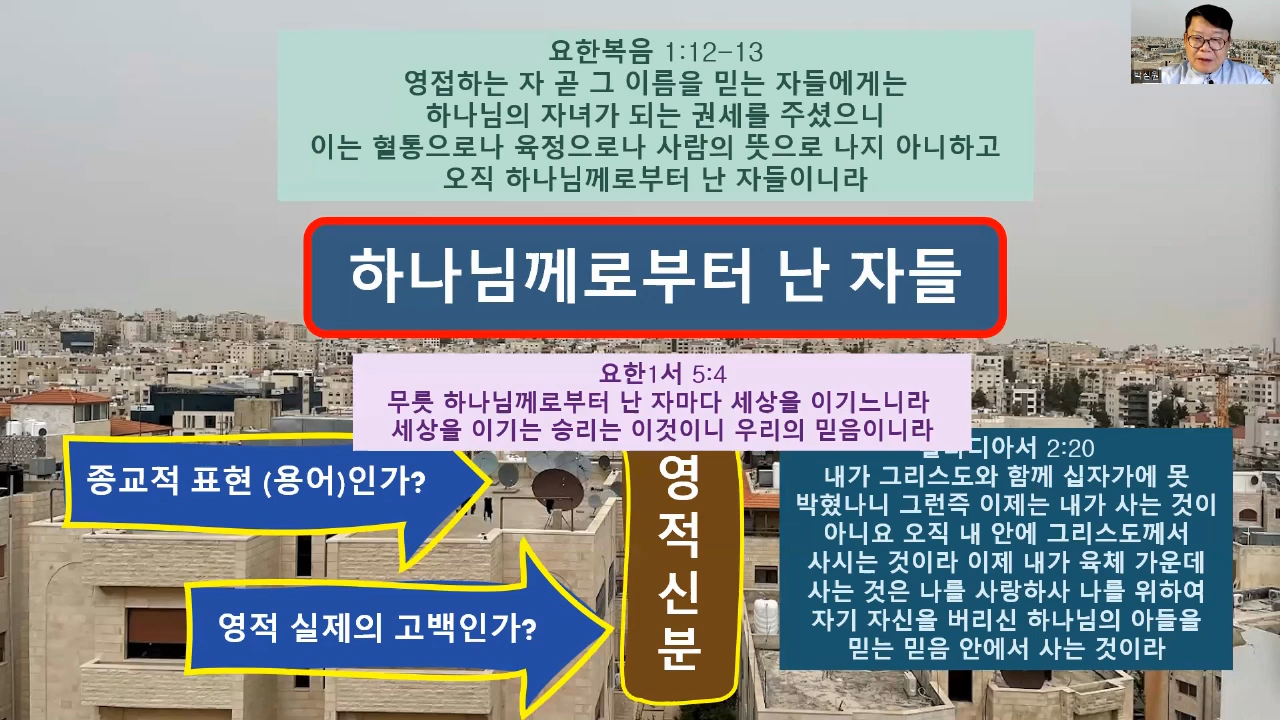 요한복음 1:12-13
영접하는 자 곧 그 이름을 믿는 자들에게는
하나님의 자녀가 되는 권세를 주셨으니
이는 혈통으로나 육정으로나 사람의 뜻으로 나지 아니하고
오직 하나님께로부터 난 자들이니라
하나님께로부터 난 자들
요한1서 5:4
무릇 하나님께로부터 난 자마다 세상을 이기느니라
세상을 이기는 승리는 이것이니 우리의 믿음이니라
종교적 표현 (용어)인가?
영적 실제의 고백인가?
영
적
신
분
2:20
내가 그리스도와 함께 십자가에 못
박혔나니 그런즉 이제는 내가 사는 것이
아니요 오직 내 안에 그리스도께서
사시는 것이라 이제 내가 육체 가운데
사는 것은 나를 사랑하사 나를 위하여
자기 자신을 버리신 하나님의 아들을
믿는 믿음 안에서 사는 것이라